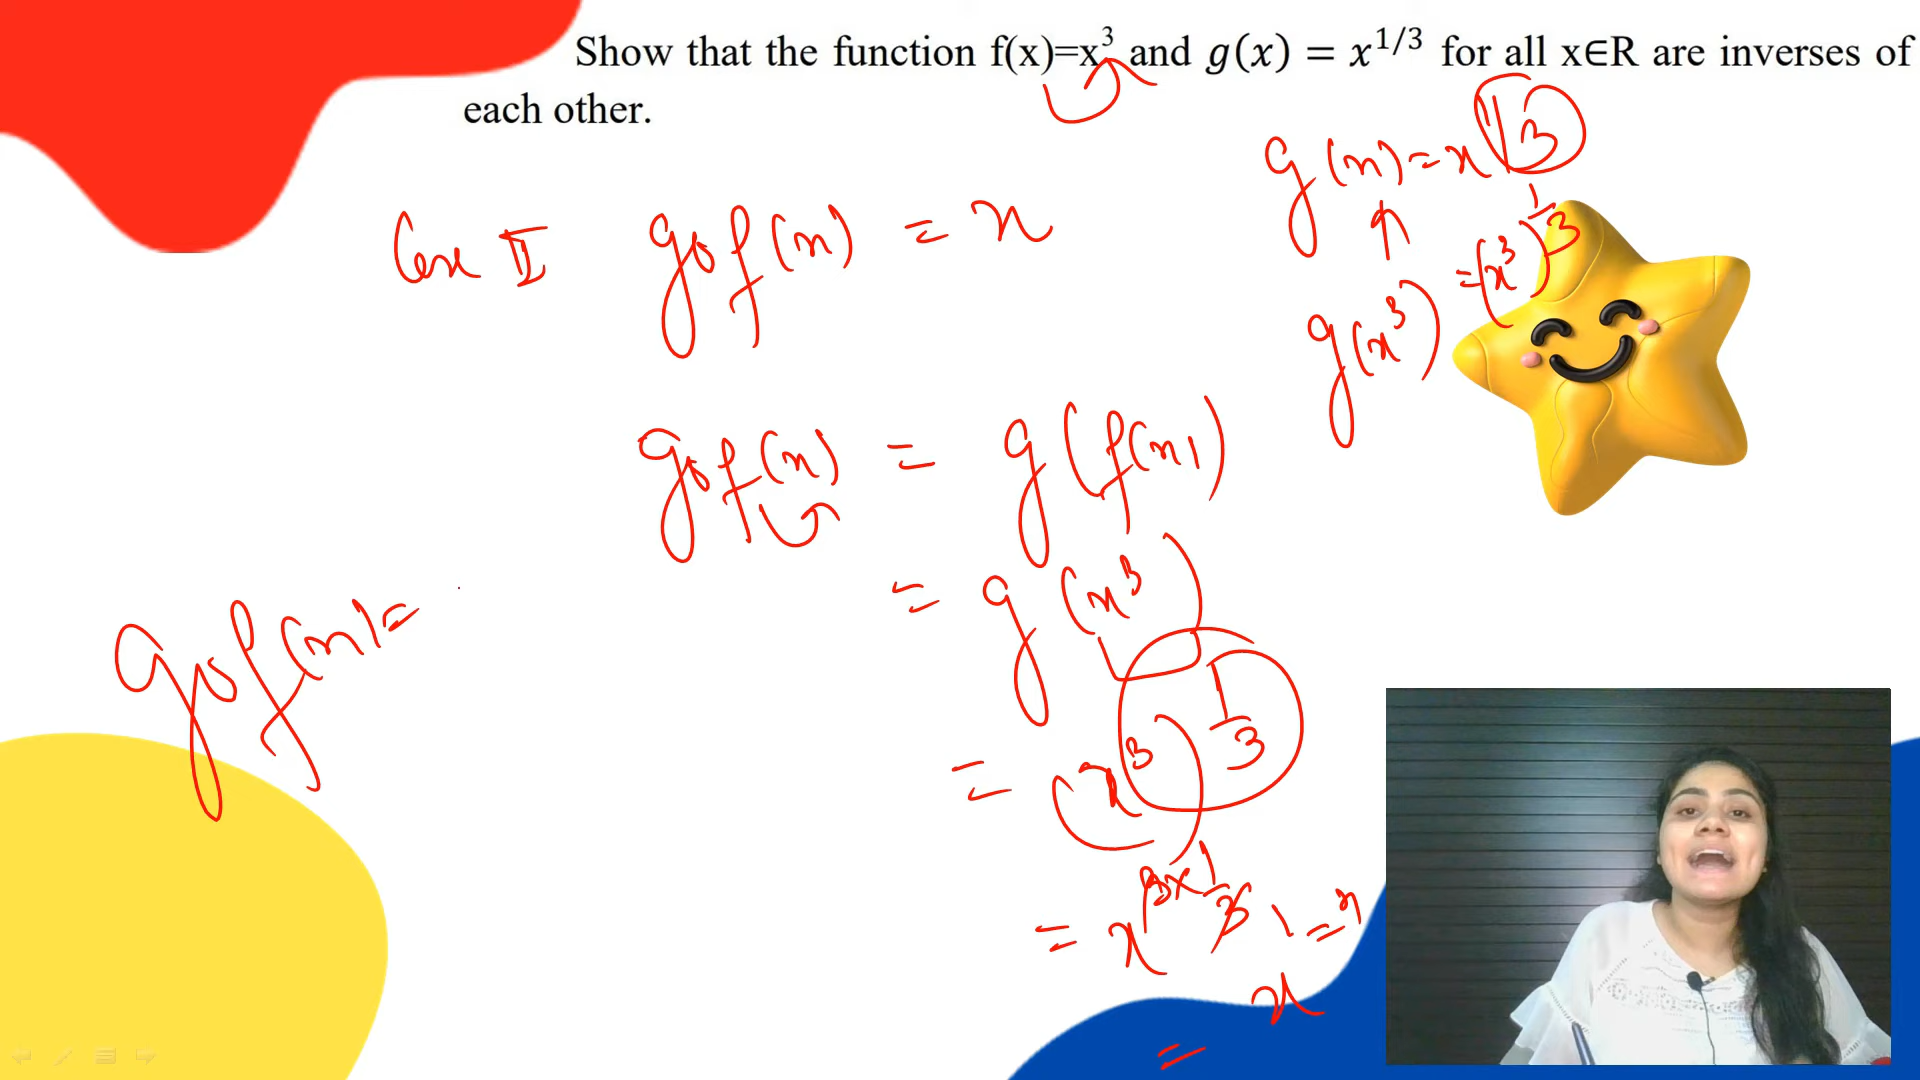 Show that the function f(x)=x³ and g(x) = x^{1/3} for all x∈R are inverses of
each other.
g(x) = x^{1/3}
Case II gof(x) = x
g(x³) = (x³)^{1/3}
gof(x) = g(f(x))
= g(x³)
gof(x) =
= (x³)^{1/3}
= x^{3×1/3} x¹ = x
=